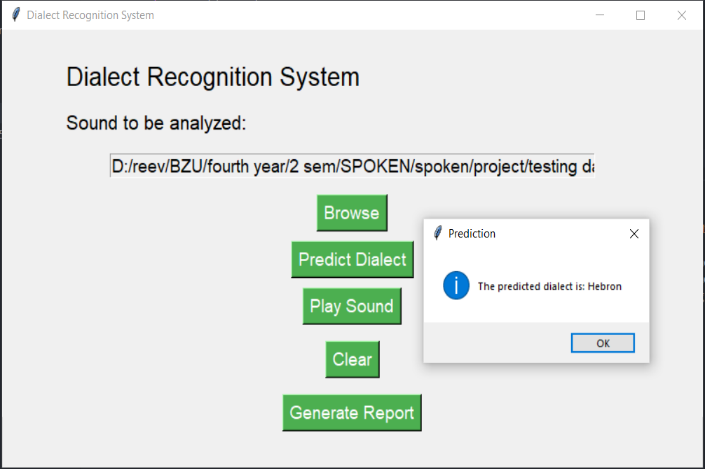 Dialect Recognition System
Dialect Recognition System
Sound to be analyzed:
D:/reev/BZU/fourth year/2 sem/SPOKEN/spoken/project/testing da
Browse
Predict Dialect
Play Sound
Clear
Generate Report
Prediction
The predicted dialect is: Hebron
OK